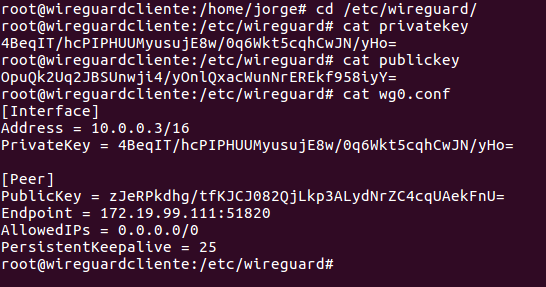 root@wireguardcliente:/home/jorge# cd /etc/wireguard/
root@wireguardcliente:/etc/wireguard# cat privatekey
4BeqIT/hcPIPHUUMyusujE8w/0q6Wkt5cqhCwJN/yHo=
root@wireguardcliente:/etc/wireguard# cat publickey
OpuQk2Uq2JBSUnwji4/yOnlQxacWunNrEREkf958iyY=
root@wireguardcliente:/etc/wireguard# cat wg0.conf
[Interface]
Address = 10.0.0.3/16
PrivateKey = 4BeqIT/hcPIPHUUMyusujE8w/0q6Wkt5cqhCwJN/yHo=
[Peer]
PublicKey = zJeRPkdhg/tfKJCJ082QjLkp3ALydNrZC4cqUAekFnU=
Endpoint = 172.19.99.111:51820
AllowedIPs = 0.0.0.0/0
PersistentKeepalive = 25
root@wireguardcliente:/etc/wireguard#